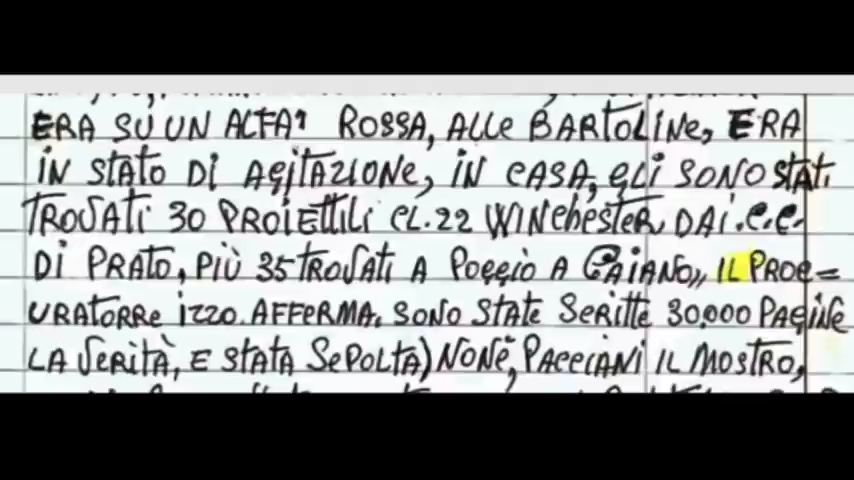 ERA SU UN ALFA' ROSSA, ALLE BARTOLINE, ERA
IN STATO DI AGITAZIONE, IN CASA, GLI SONO STATI
TROVATI 30 PROIETTILI CL.22 WINCHESTER, DAI .C.C.
DI PRATO, PIÙ 35 TROVATI A POGGIO A CAIANO,, IL PROC=
URATORRE IZZO AFFERMA. SONO STATE SCRITTE 30.000 PAGINE
LA VERITÀ, E STATA SEPOLTA) NONÈ, PACCIANI IL MOSTRO,